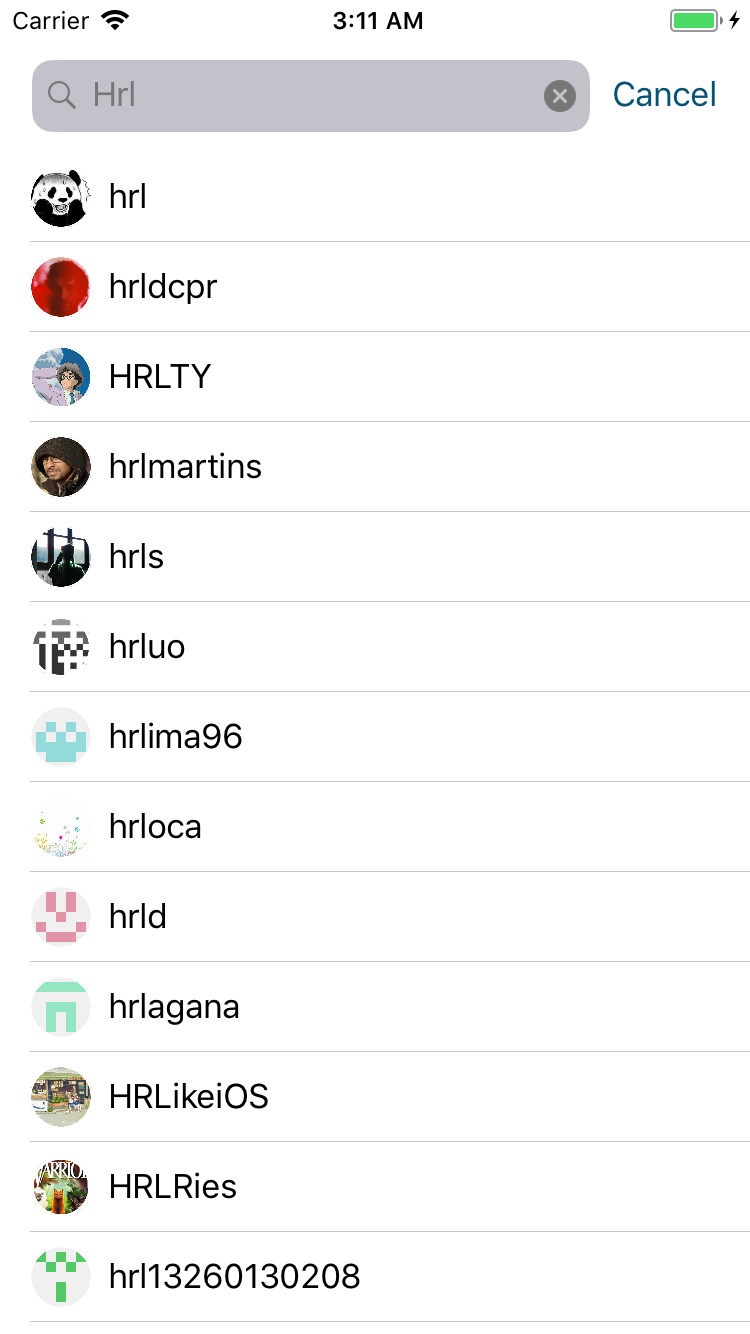 Carrier 3:11 AM
Hrl Cancel
hrl
hrldcpr
HRLTY
hrlmartins
hrls
hrluo
hrlima96
hrloca
hrld
hrlagana
HRLikeiOS
HRLRies
hrl13260130208